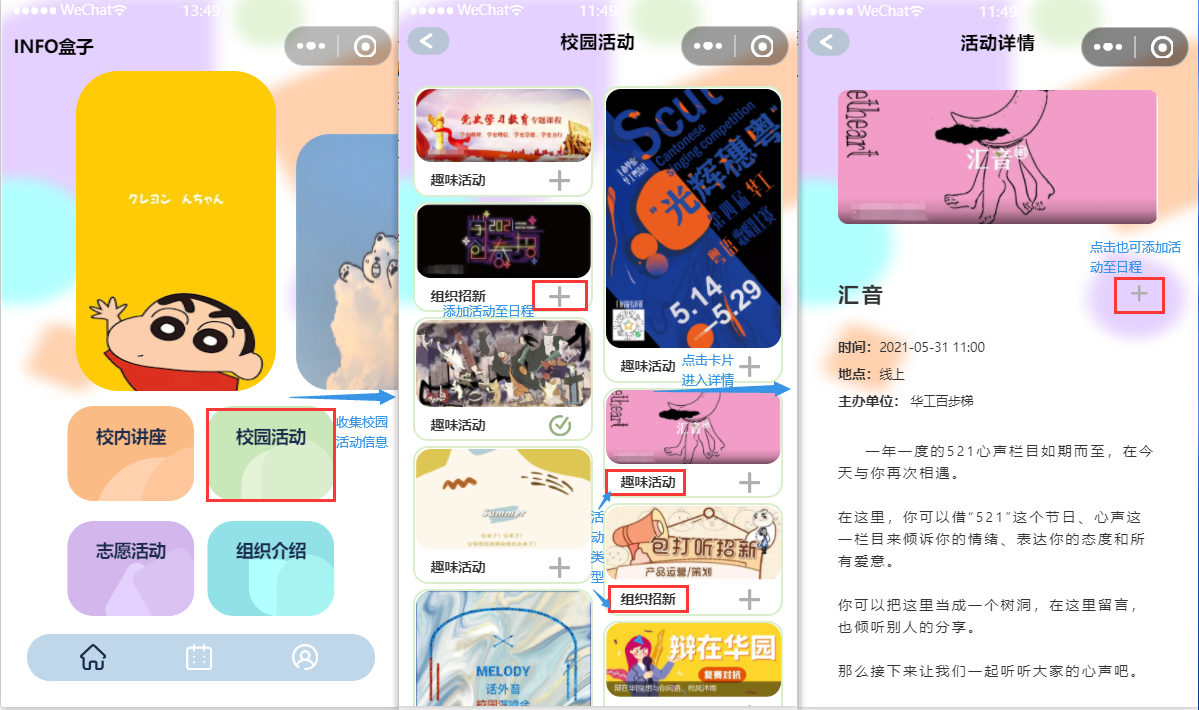 WeChat
13:49
INFO盒子
クレヨン んちゃん
校内讲座
校园活动
收集校园
活动信息
志愿活动
组织介绍
WeChat
11:49
校园活动
党史学习教育专题课程
趣味活动
组织招新
添加活动至日程
趣味活动
Summer
趣味活动
MELODY
话外音
Cantonese
singing competition
光辉穗粤
第四届华工
粤语
5.14
—5.29
趣味活动
点击卡片
进入详情
etheart
汇音
趣味活动
活动类型
包打听招新
产品运营/策划
组织招新
辩在华园
复赛对抗
WeChat
11:49
活动详情
etheart
汇音
点击也可添加活
动至日程
汇音
时间：2021-05-31 11:00
地点：线上
主办单位： 华工百步梯
一年一度的521心声栏目如期而至，在今
天与你再次相遇。
在这里，你可以借“521”这个节日、心声这
一栏目来倾诉你的情绪、表达你的态度和所
有爱意。
你可以把这里当成一个树洞，在这里留言，
也倾听别人的分享。
那么接下来让我们一起听听大家的心声吧。